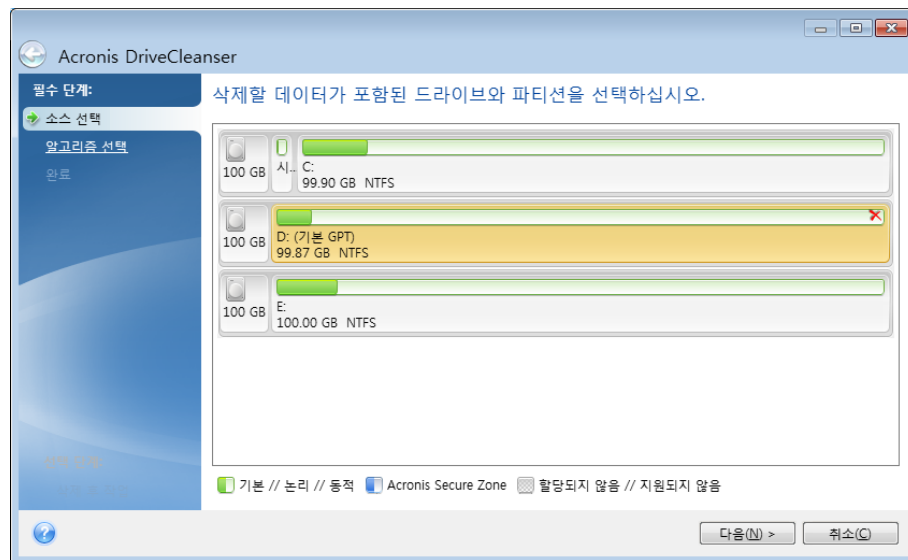 Acronis DriveCleanser
필수 단계:
소스 선택
알고리즘 선택
완료
삭제할 데이터가 포함된 드라이브와 파티션을 선택하십시오.
100 GB
시..
C:
99.90 GB NTFS
100 GB
D: (기본 GPT)
99.87 GB NTFS
100 GB
E:
100.00 GB NTFS
기본 // 논리 // 동적
Acronis Secure Zone
할당되지 않음 // 지원되지 않음
다음(N) >
취소(C)